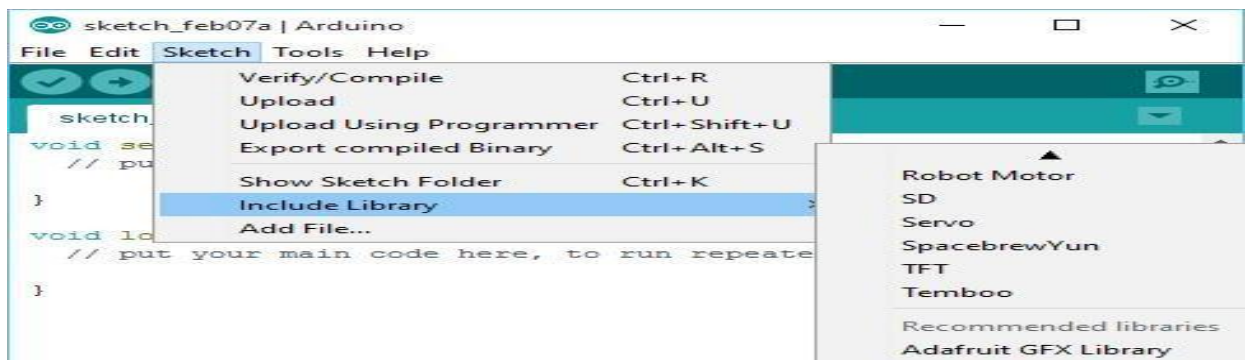 sketch_feb07a | Arduino
File Edit Sketch Tools Help
Verify/Compile Ctrl+R
Upload Ctrl+U
Upload Using Programmer Ctrl+Shift+U
Export compiled Binary Ctrl+Alt+S
Show Sketch Folder Ctrl+K
Include Library
Add File...
sketch_
void se
// pu
}
void lo
// put your main code here, to run repeate
}
Robot Motor
SD
Servo
SpacebrewYun
TFT
Temboo
Recommended libraries
Adafruit GFX Library